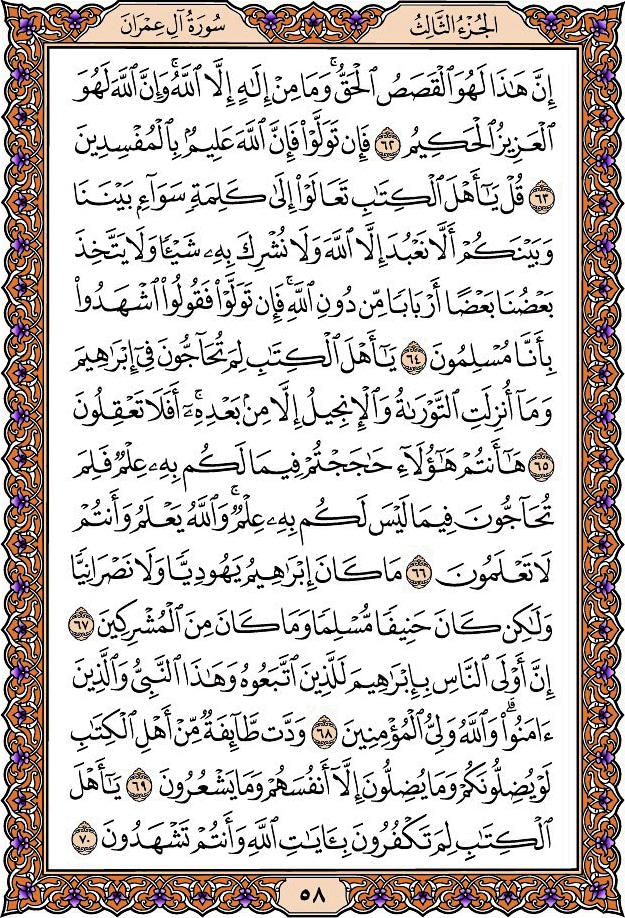 الجُزْءُ الثَّالِثُ
سُورَةُ آلِ عِمْرَانَ
إِنَّ هَٰذَا لَهُوَ ٱلۡقَصَصُ ٱلۡحَقُّۚ وَمَا مِنۡ إِلَٰهٍ إِلَّا ٱللَّهُۚ وَإِنَّ ٱللَّهَ لَهُوَ
ٱلۡعَزِيزُ ٱلۡحَكِيمُ ٦٢ فَإِن تَوَلَّوۡاْ فَإِنَّ ٱللَّهَ عَلِيمُۢ بِٱلۡمُفۡسِدِينَ
٦٣ قُلۡ يَٰٓأَهۡلَ ٱلۡكِتَٰبِ تَعَالَوۡاْ إِلَىٰ كَلِمَةٖ سَوَآءِۭ بَيۡنَنَا
وَبَيۡنَكُمۡ أَلَّا نَعۡبُدَ إِلَّا ٱللَّهَ وَلَا نُشۡرِكَ بِهِۦ شَيۡـٔٗا وَلَا يَتَّخِذَ
بَعۡضُنَا بَعۡضًا أَرۡبَابٗا مِّن دُونِ ٱللَّهِۚ فَإِن تَوَلَّوۡاْ فَقُولُواْ ٱشۡهَدُواْ
بِأَنَّا مُسۡلِمُونَ ٦٤ يَٰٓأَهۡلَ ٱلۡكِتَٰبِ لِمَ تُحَآجُّونَ فِيٓ إِبۡرَٰهِيمَ
وَمَآ أُنزِلَتِ ٱلتَّوۡرَىٰةُ وَٱلۡإِنجِيلُ إِلَّا مِنۢ بَعۡدِهِۦٓۚ أَفَلَا تَعۡقِلُونَ
٦٥ هَٰٓأَنتُمۡ هَٰٓؤُلَآءِ حَٰجَجۡتُمۡ فِيمَا لَكُم بِهِۦ عِلۡمٞ فَلِمَ
تُحَآجُّونَ فِيمَا لَيۡسَ لَكُم بِهِۦ عِلۡمٞۚ وَٱللَّهُ يَعۡلَمُ وَأَنتُمۡ
لَا تَعۡلَمُونَ ٦٦ مَا كَانَ إِبۡرَٰهِيمُ يَهُودِيّٗا وَلَا نَصۡرَانِيّٗا
وَلَٰكِن كَانَ حَنِيفٗا مُّسۡلِمٗا وَمَا كَانَ مِنَ ٱلۡمُشۡرِكِينَ ٦٧
إِنَّ أَوۡلَى ٱلنَّاسِ بِإِبۡرَٰهِيمَ لَلَّذِينَ ٱتَّبَعُوهُ وَهَٰذَا ٱلنَّبِيُّ وَٱلَّذِينَ
ءَامَنُواْۗ وَٱللَّهُ وَلِيُّ ٱلۡمُؤۡمِنِينَ ٦٨ وَدَّت طَّآئِفَةٞ مِّنۡ أَهۡلِ ٱلۡكِتَٰبِ
لَوۡ يُضِلُّونَكُمۡ وَمَا يُضِلُّونَ إِلَّآ أَنفُسَهُمۡ وَمَا يَشۡعُرُونَ ٦٩ يَٰٓأَهۡلَ
ٱلۡكِتَٰبِ لِمَ تَكۡفُرُونَ بِـَٔايَٰتِ ٱللَّهِ وَأَنتُمۡ تَشۡهَدُونَ ٧٠
٥٨